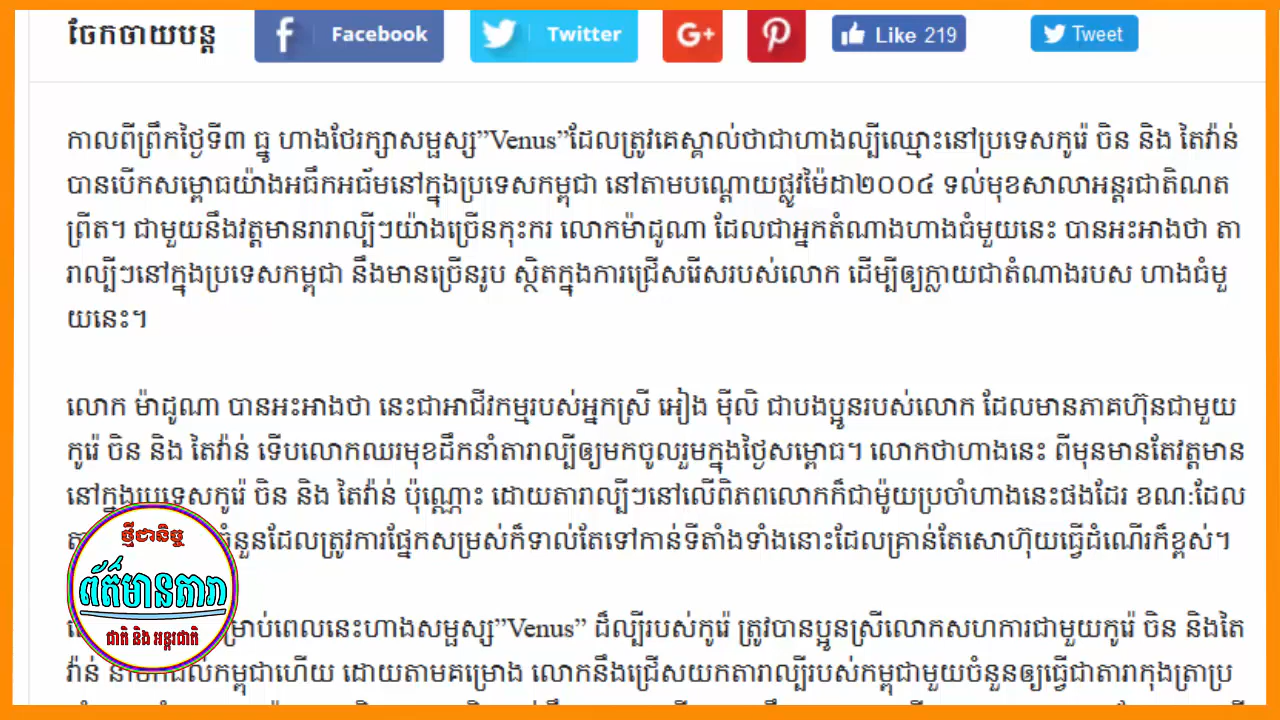 ចែកចាយបន្ត
Facebook
Twitter
G+
Like 219
Tweet
កាលពីព្រឹកថ្ងៃទី៣ ធ្នូ ហាងថែរក្សាសម្ផស្ស”Venus”ដែលត្រូវគេស្គាល់ថាជាហាងល្បីឈ្មោះនៅប្រទេសកូរ៉េ ចិន និង តៃវ៉ាន់
បានបើកសម្ពោធយ៉ាងអធឹកអធ័មនៅក្នុងប្រទេសកម្ពុជា នៅតាមបណ្តោយផ្លូវម៉ៃដា២០០៤ ទល់មុខសាលាអន្តរជាតិណត
ព្រីត។ ជាមួយនឹងវត្តមានរារាល្បីៗយ៉ាងច្រើនកុះករ លោកម៉ាដូណា ដែលជាអ្នកតំណាងហាងធំមួយនេះ បានអះអាងថា តា
រាល្បីៗនៅក្នុងប្រទេសកម្ពុជា នឹងមានច្រើនរូប ស្ថិតក្នុងការជ្រើសរើសរបស់លោក ដើម្បីឲ្យក្លាយជាតំណាងរបស ហាងធំមួ
យនេះ។
លោក ម៉ាដូណា បានអះអាងថា នេះជាអាជីវកម្មរបស់អ្នកស្រី អៀង ម៉ីលិ ជាបងប្អូនរបស់លោក ដែលមានភាគហ៊ុនជាមួយ
កូរ៉េ ចិន និង តៃវ៉ាន់ ទើបលោកឈរមុខដឹកនាំតារាល្បីឲ្យមកចូលរួមក្នុងថ្ងៃសម្ពោធ។ លោកថាហាងនេះ ពីមុនមានតែវត្តមាន
នៅក្នុងប្រទេសកូរ៉េ ចិន និង តៃវ៉ាន់ ប៉ុណ្ណោះ ដោយតារាល្បីៗនៅលើពិភពលោកក៏ជាម៉ូយប្រចាំហាងនេះផងដែរ ខណ:ដែល
ចំនួនដែលត្រូវការផ្នែកសម្រស់ក៏ទាល់តែទៅកាន់ទីតាំងទាំងនោះដែលគ្រាន់តែសោហ៊ុយធ្វើដំណើរក៏ខ្ពស់។
ម្រាប់ពេលនេះហាងសម្ផស្ស”Venus” ដ៏ល្បីរបស់កូរ៉េ ត្រូវបានប្អូនស្រីលោកសហការជាមួយកូរ៉េ ចិន និងតៃ
វ៉ាន់ នាំមកដល់កម្ពុជាហើយ ដោយតាមគម្រោង លោកនឹងជ្រើសយកតារាល្បីរបស់កម្ពុជាមួយចំនួនឲ្យធ្វើជាតារាកុងត្រាប្រ
ថ្មីជានិច្ច
ព័ត៌មានតារា
ជាតិ និង អន្តរជាតិ